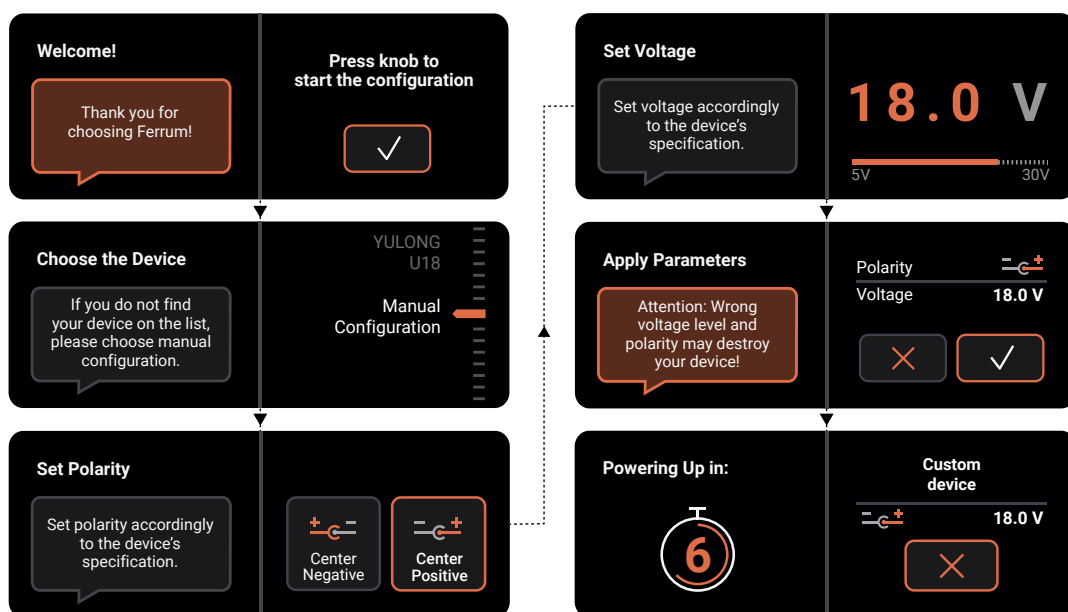 Welcome!
Thank you for
choosing Ferrum!
Press knob to
start the configuration
Choose the Device
If you do not find
your device on the list,
please choose manual
configuration.
YULONG
U18
Manual
Configuration
Set Polarity
Set polarity accordingly
to the device's
specification.
Center
Negative
Center
Positive
Set Voltage
Set voltage accordingly
to the device's
specification.
18.0 V
5V
30V
Apply Parameters
Attention: Wrong
voltage level and
polarity may destroy
your device!
Polarity
Voltage 18.0 V
Powering Up in:
6
Custom
device
18.0 V